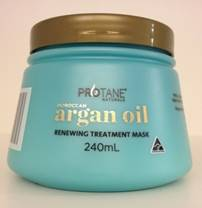 PROTANE
NATURALS
MOROCCAN
argan oil
RENEWING TREATMENT MASK
240mL